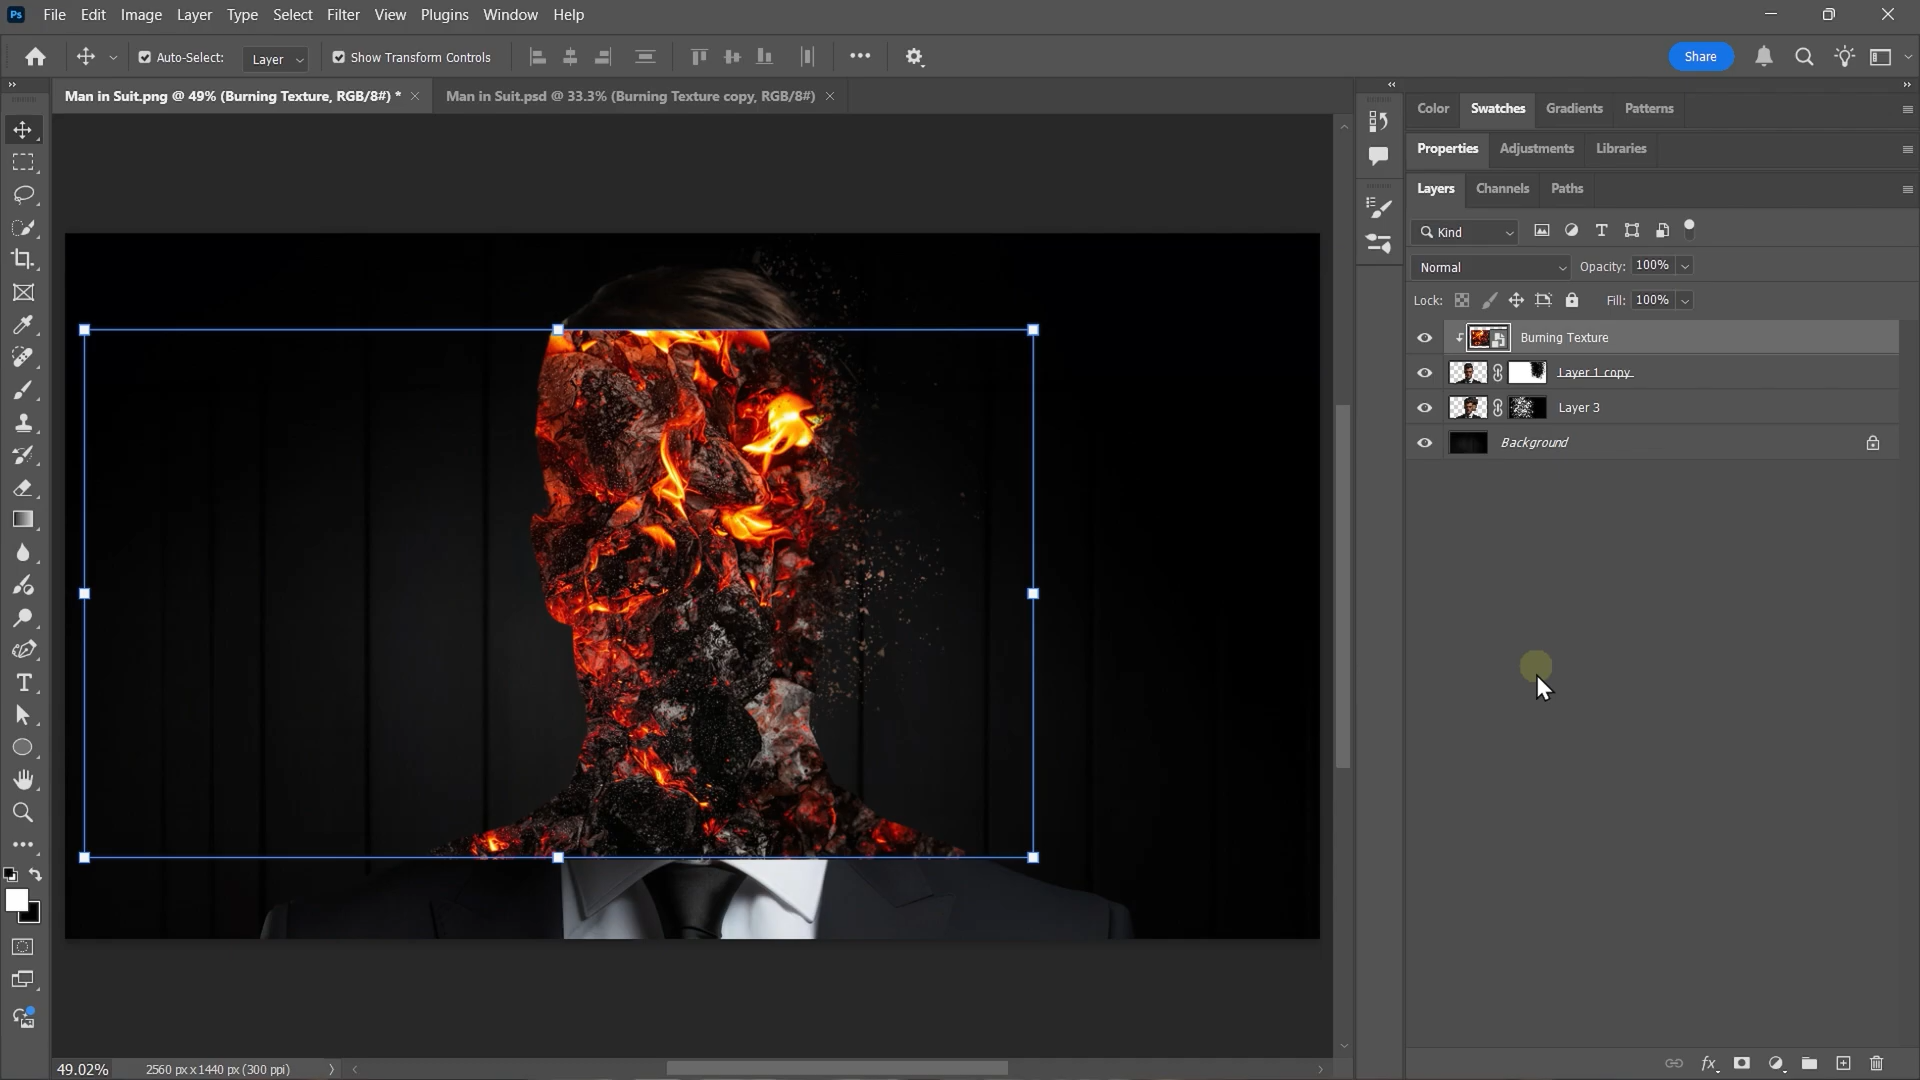 Ps File Edit Image Layer Type Select Filter View Plugins Window Help
Auto-Select: Layer Show Transform Controls Share
Man in Suit.png @ 49% (Burning Texture, RGB/8#) * Man in Suit.psd @ 33.3% (Burning Texture copy, RGB/8#)
Color Swatches Gradients Patterns
Properties Adjustments Libraries
Layers Channels Paths
Kind
Normal Opacity: 100%
Lock: Fill: 100%
Burning Texture
Layer 1 copy
Layer 3
Background
49.02% 2560 px x 1440 px (300 ppi)